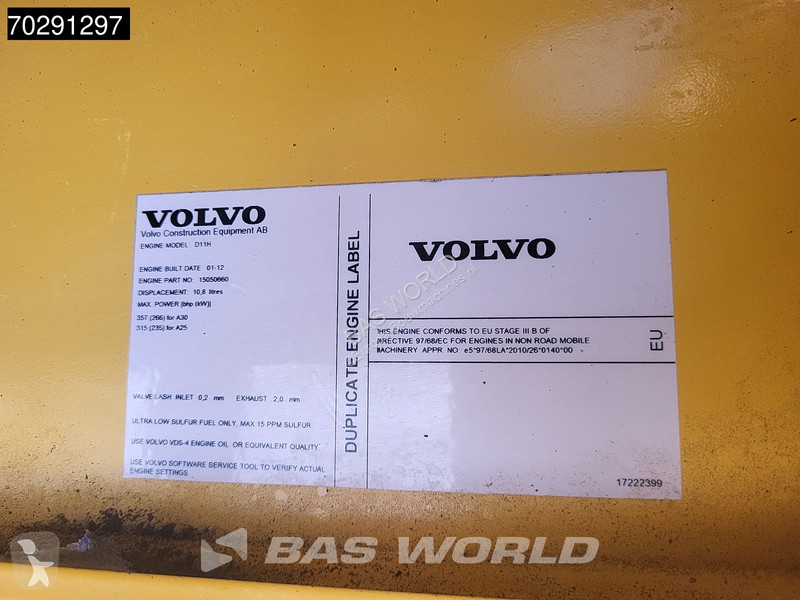 70291297
VOLVO
Volvo Construction Equipment AB
ENGINE MODEL: D11H
ENGINE BUILT DATE 01-12
ENGINE PART NO 15050660
DISPLACEMENT: 10,8 litres
MAX. POWER [bhp (kW)]
357 (266) for A30
315 (235) for A25
VALVE LASH INLET 0,2 mm EXHAUST 2,0 mm
ULTRA LOW SULFUR FUEL ONLY, MAX 15 PPM SULFUR
USE VOLVO VDS-4 ENGINE OIL OR EQUIVALENT QUALITY
USE VOLVO SOFTWARE SERVICE TOOL TO VERIFY ACTUAL
ENGINE SETTINGS.
DUPLICATE ENGINE LABEL
VOLVO
THIS ENGINE CONFORMS TO EU STAGE III B OF
DIRECTIVE 97/68/EC FOR ENGINES IN NON ROAD MOBILE
MACHINERY APPR NO e5*97/68LA*2010/26*0140*00
EU
17222399
BAS WORLD
BAS WORLD